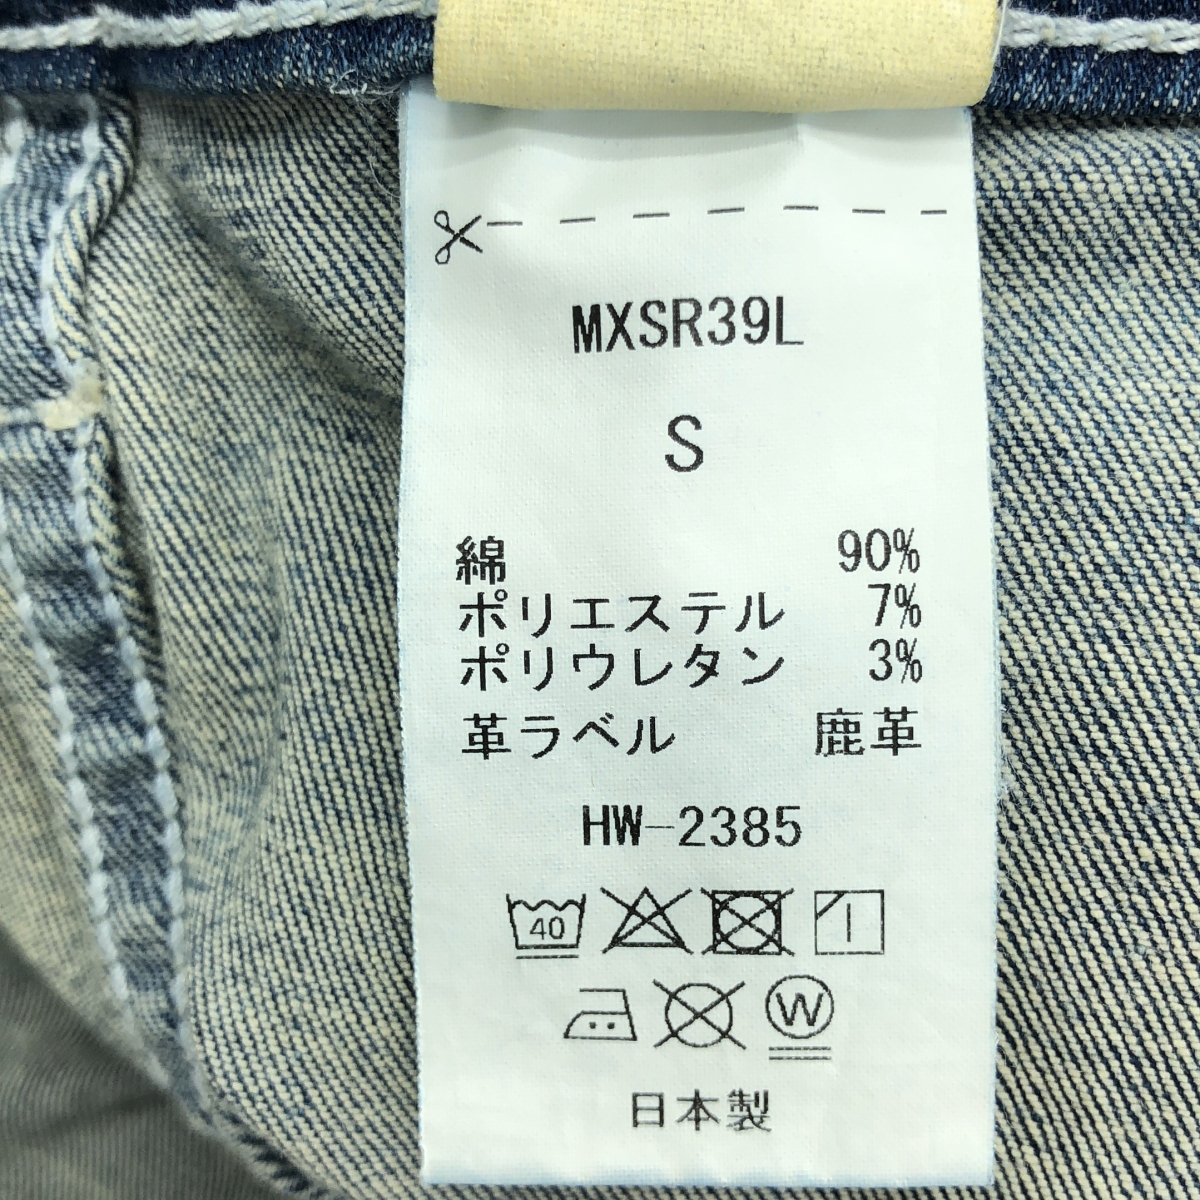 MXSR39L
S
綿 90%
ポリエステル 7%
ポリウレタン 3%
革ラベル 鹿革
HW-2385
40
W
日本製